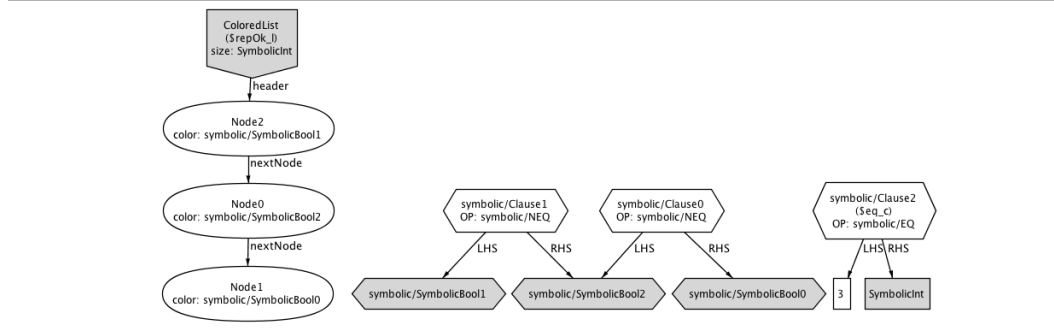 ColoredList
($repOk_l)
size: SymbolicInt
header
Node2
color: symbolic/SymbolicBool1
nextNode
Node0
color: symbolic/SymbolicBool2
nextNode
Node1
color: symbolic/SymbolicBool0
symbolic/Clause1
OP: symbolic/NEQ
LHS
RHS
symbolic/Clause0
OP: symbolic/NEQ
LHS
RHS
symbolic/Clause2
($eq_c)
OP: symbolic/EQ
LHS
RHS
symbolic/SymbolicBool1
symbolic/SymbolicBool2
symbolic/SymbolicBool0
3
SymbolicInt